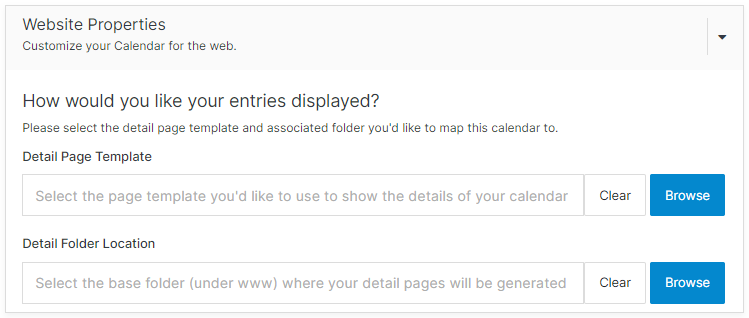 Website Properties
Customize your Calendar for the web.
How would you like your entries displayed?
Please select the detail page template and associated folder you'd like to map this calendar to.
Detail Page Template
Select the page template you'd like to use to show the details of your calendar Clear Browse
Detail Folder Location
Select the base folder (under www) where your detail pages will be generated Clear Browse